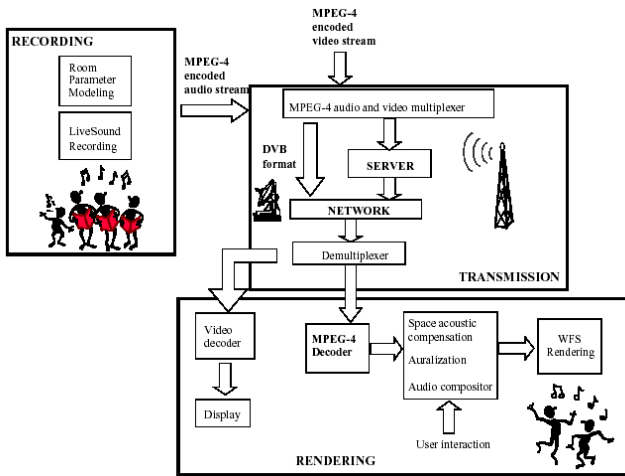 RECORDING
Room
Parameter
Modeling
LiveSound
Recording
MPEG-4
encoded
audio stream
MPEG-4
encoded
video stream
MPEG-4 audio and video multiplexer
DVB
format
SERVER
NETWORK
Demultiplexer
TRANSMISSION
Video
decoder
Display
MPEG-4
Decoder
Space acoustic
compensation
Auralization
Audio compositor
User interaction
WFS
Rendering
RENDERING